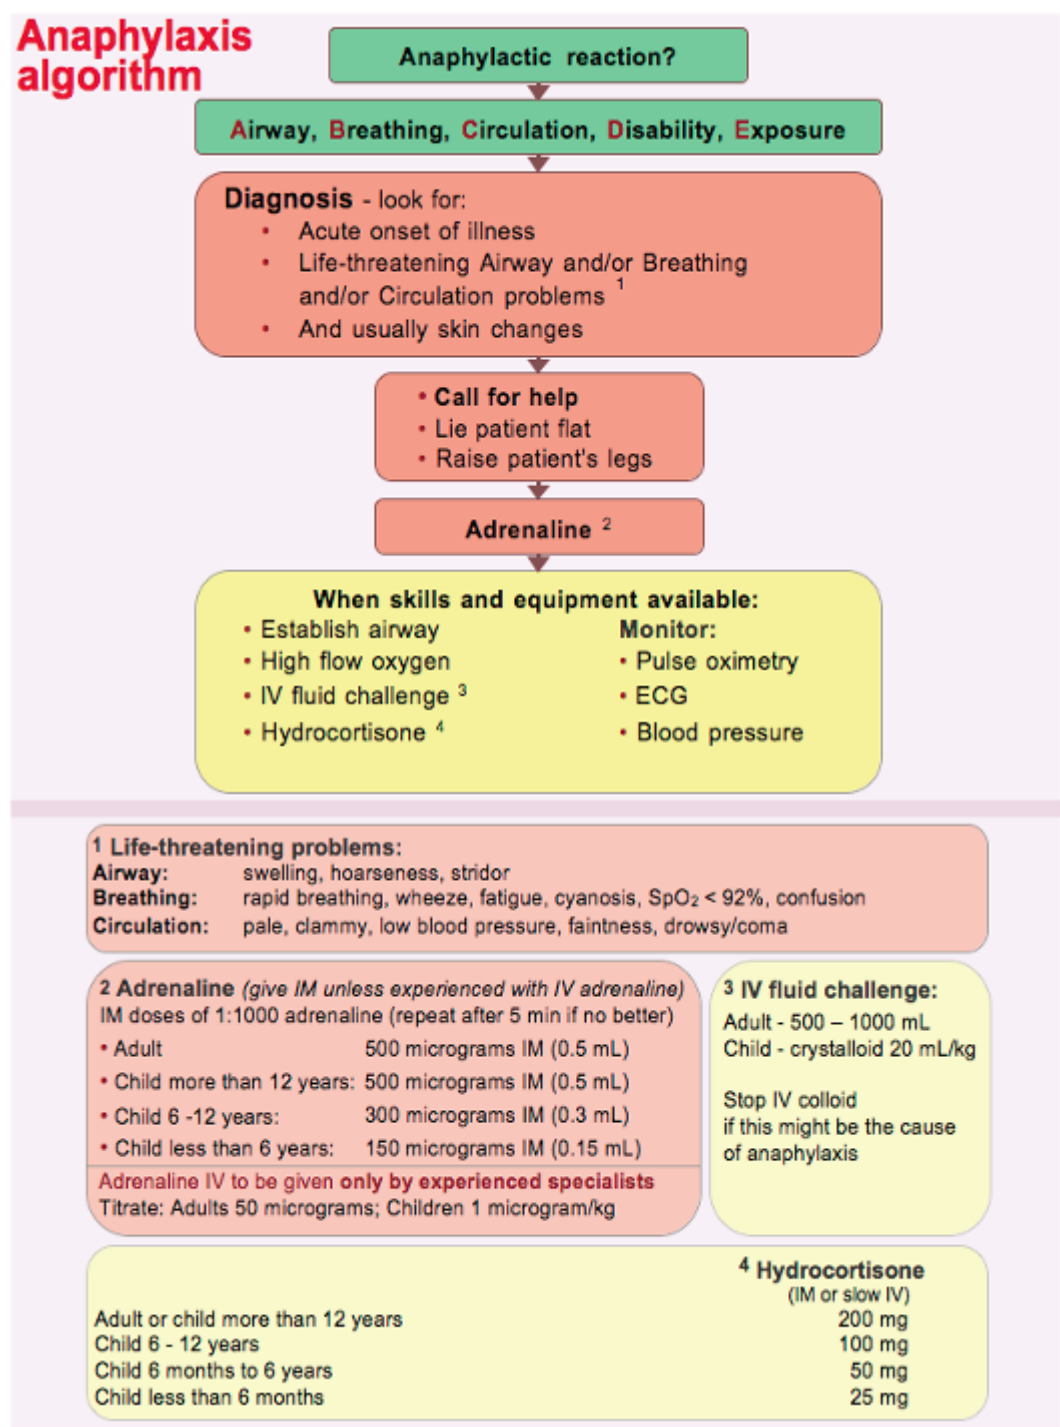 Anaphylaxis
algorithm
Anaphylactic reaction?
Airway, Breathing, Circulation, Disability, Exposure
Diagnosis - look for:
• Acute onset of illness
• Life-threatening Airway and/or Breathing
and/or Circulation problems 1
• And usually skin changes
• Call for help
• Lie patient flat
• Raise patient's legs
Adrenaline 2
When skills and equipment available:
• Establish airway
• High flow oxygen
• IV fluid challenge 3
• Hydrocortisone 4
Monitor:
• Pulse oximetry
• ECG
• Blood pressure
1 Life-threatening problems:
Airway: swelling, hoarseness, stridor
Breathing: rapid breathing, wheeze, fatigue, cyanosis, SpO2 < 92%, confusion
Circulation: pale, clammy, low blood pressure, faintness, drowsy/coma
2 Adrenaline (give IM unless experienced with IV adrenaline)
IM doses of 1:1000 adrenaline (repeat after 5 min if no better)
• Adult 500 micrograms IM (0.5 mL)
• Child more than 12 years: 500 micrograms IM (0.5 mL)
• Child 6 -12 years: 300 micrograms IM (0.3 mL)
• Child less than 6 years: 150 micrograms IM (0.15 mL)
Adrenaline IV to be given only by experienced specialists
Titrate: Adults 50 micrograms; Children 1 microgram/kg
3 IV fluid challenge:
Adult - 500 – 1000 mL
Child - crystalloid 20 mL/kg
Stop IV colloid
if this might be the cause
of anaphylaxis
4 Hydrocortisone
(IM or slow IV)
Adult or child more than 12 years 200 mg
Child 6 - 12 years 100 mg
Child 6 months to 6 years 50 mg
Child less than 6 months 25 mg